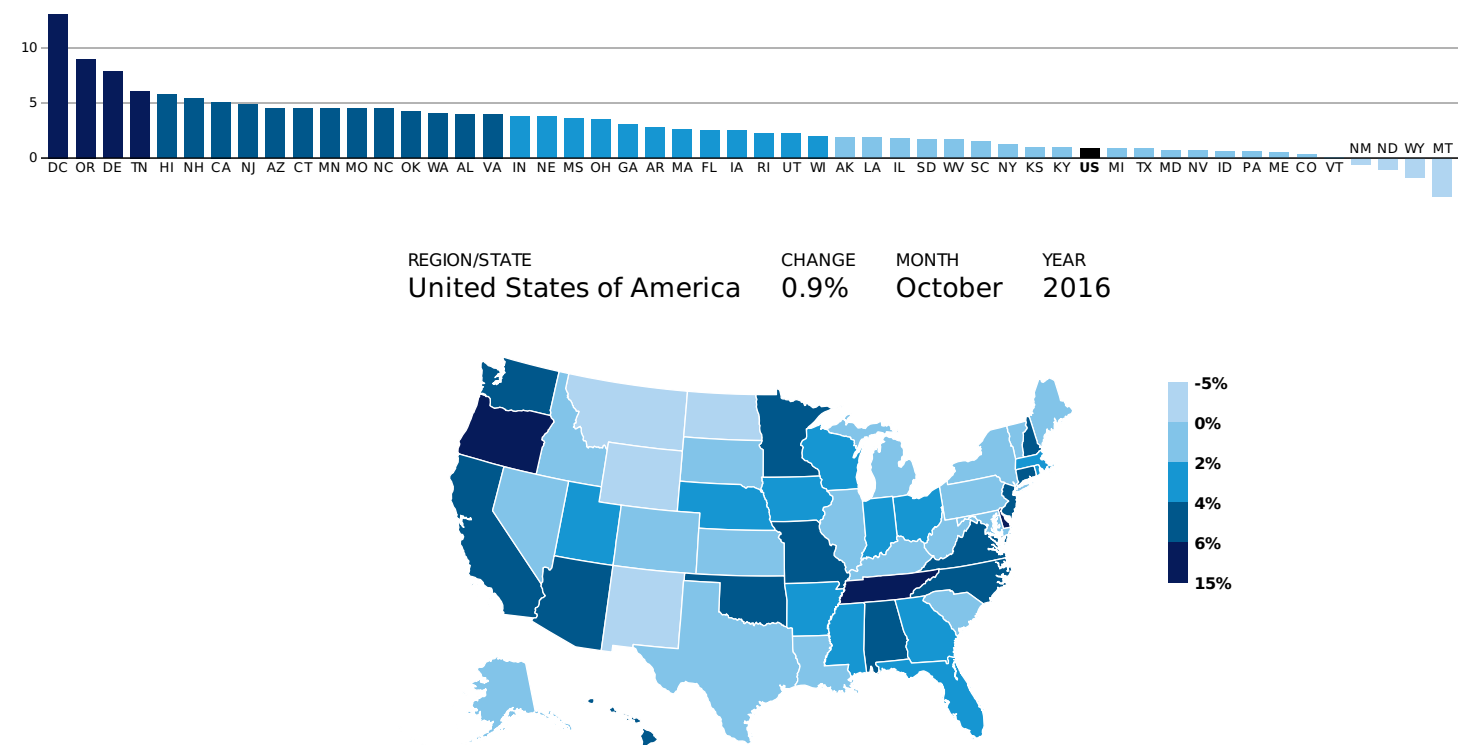 10
5
0
NM ND WY MT
DC OR DE TN HI NH CA NJ AZ CT MN MO NC OK WA AL VA IN NE MS OH GA AR MA FL IA RI UT WI AK LA IL SD WV SC NY KS KY US MI TX MD NV ID PA ME CO VT
REGION/STATE CHANGE MONTH YEAR
United States of America 0.9% October 2016
-5%
0%
2%
4%
6%
15%